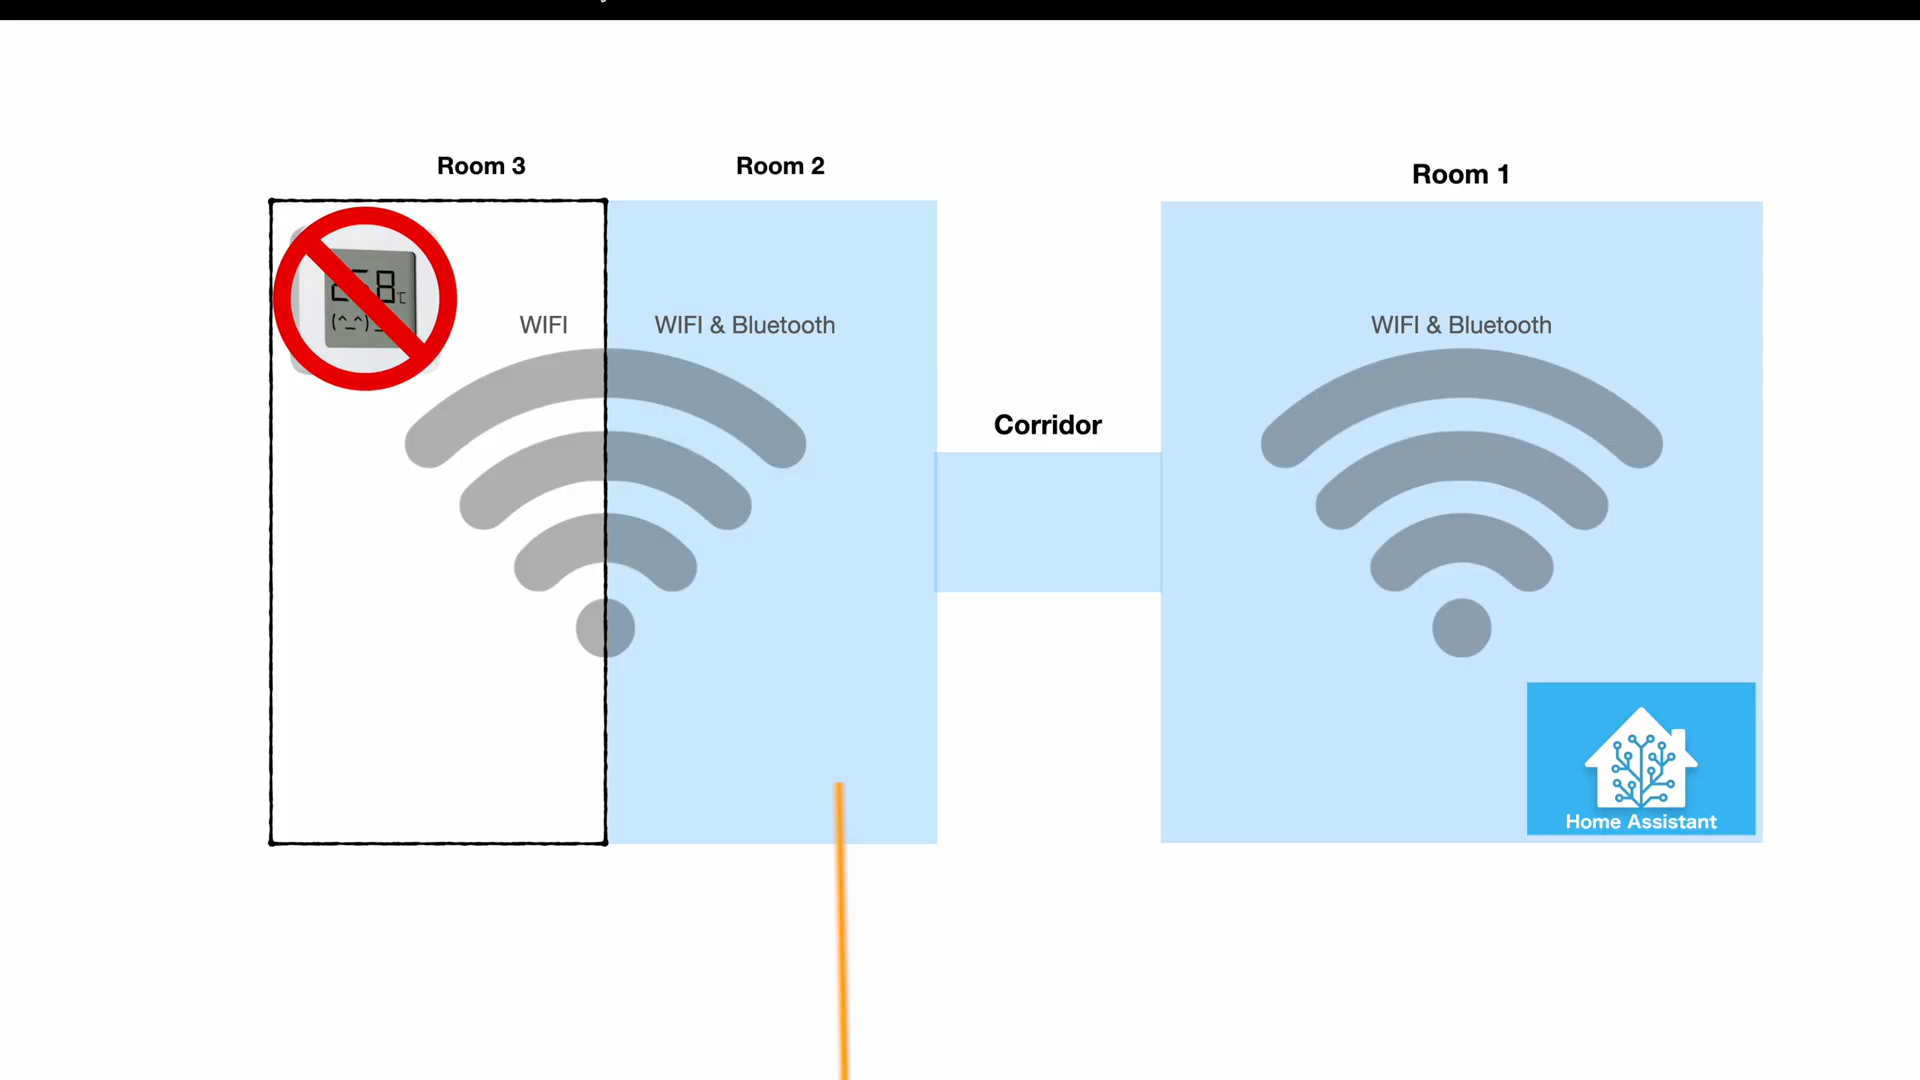 Room 3
Room 2
Room 1
WIFI
WIFI & Bluetooth
WIFI & Bluetooth
Corridor
Home Assistant